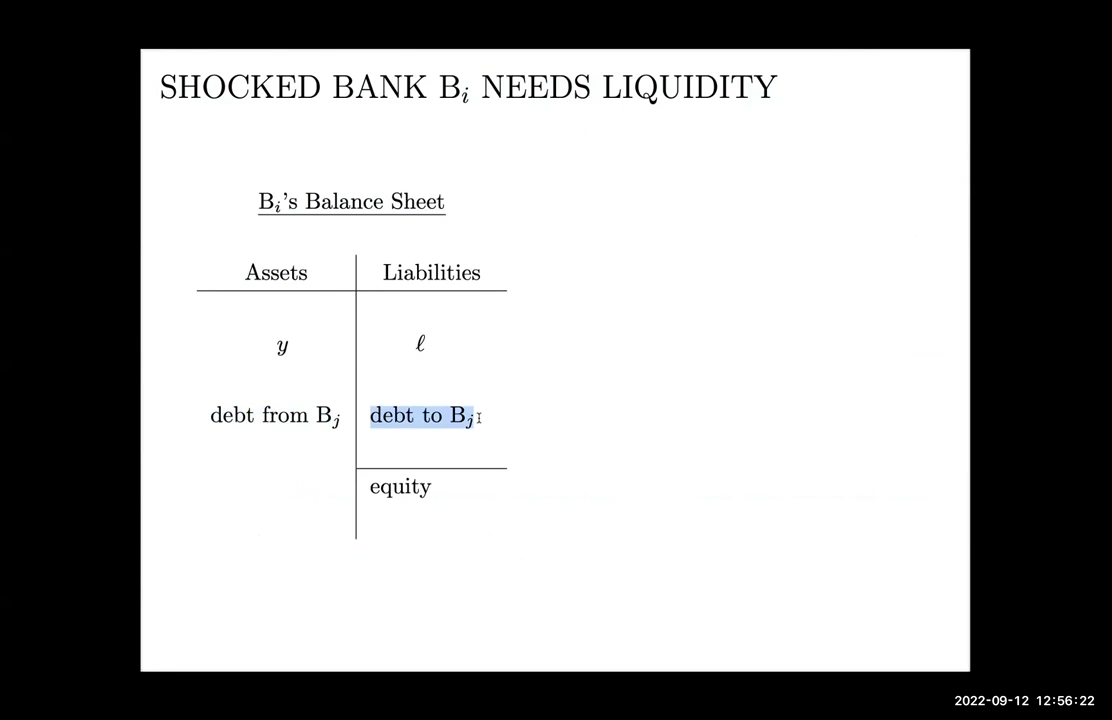 SHOCKED BANK Bi NEEDS LIQUIDITY
Bi's Balance Sheet
Assets Liabilities
y ℓ
debt from Bj debt to Bj
equity
2022-09-12 12:56:22